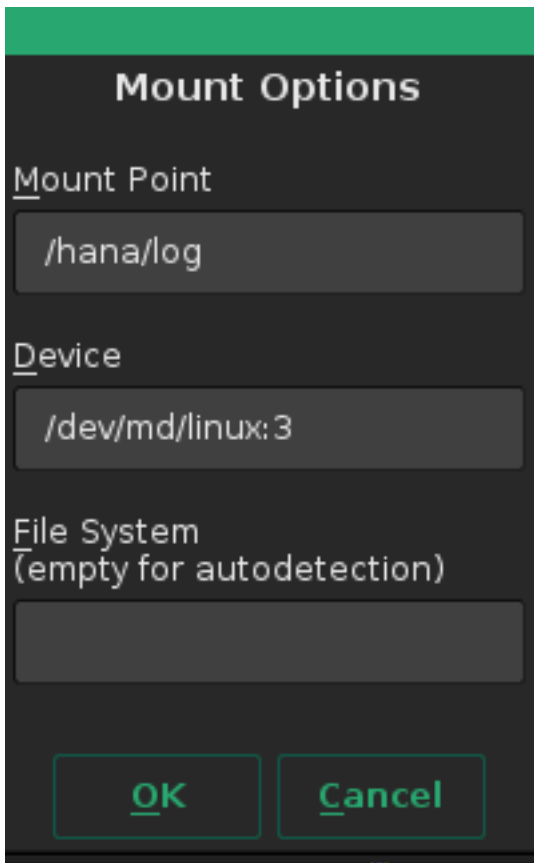 Mount Options
Mount Point
/hana/log
Device
/dev/md/linux:3
File System
(empty for autodetection)
OK
Cancel